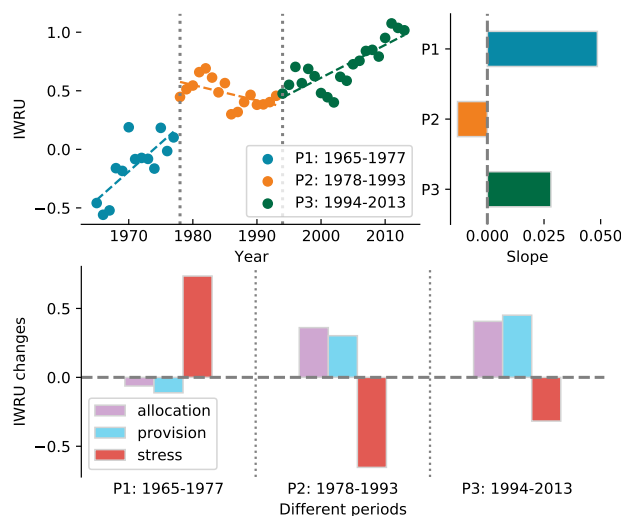 IWRU
1.0
0.5
0.0
−0.5
P1: 1965-1977
P2: 1978-1993
P3: 1994-2013
1970
1980
1990
2000
2010
Year
P1
P2
P3
0.000
0.025
0.050
Slope
IWRU changes
0.5
0.0
−0.5
allocation
provision
stress
P1: 1965-1977
P2: 1978-1993
P3: 1994-2013
Different periods